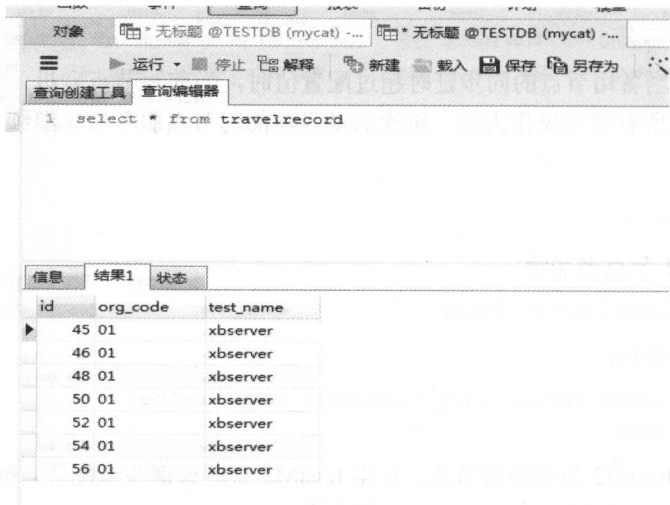 对象 * 无标题 @TESTDB (mycat) -... * 无标题 @TESTDB (mycat) -...
运行 停止 解释 新建 载入 保存 另存为
查询创建工具 查询编辑器
1 select * from travelrecord
信息 结果1 状态
id org_code test_name
45 01 xbserver
46 01 xbserver
48 01 xbserver
50 01 xbserver
52 01 xbserver
54 01 xbserver
56 01 xbserver